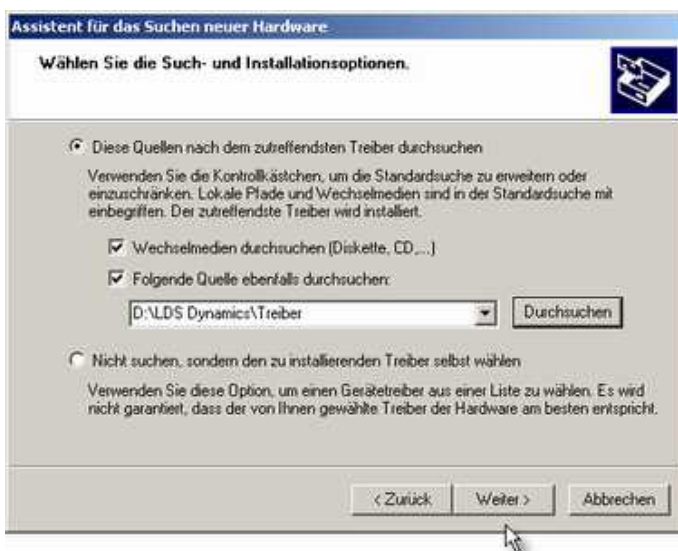 Assistent für das Suchen neuer Hardware
Wählen Sie die Such- und Installationsoptionen.
Diese Quellen nach dem zutreffendsten Treiber durchsuchen
Verwenden Sie die Kontrollkästchen, um die Standardsuche zu erweitern oder
einzuschränken. Lokale Pfade und Wechselmedien sind in der Standardsuche mit
einbegriffen. Der zutreffendste Treiber wird installiert.
Wechselmedien durchsuchen (Diskette, CD,...)
Folgende Quelle ebenfalls durchsuchen:
D:\LDS Dynamics\Treiber
Durchsuchen
Nicht suchen, sondern den zu installierenden Treiber selbst wählen
Verwenden Sie diese Option, um einen Gerätetreiber aus einer Liste zu wählen. Es wird
nicht garantiert, dass der von Ihnen gewählte Treiber der Hardware am besten entspricht.
< Zurück Weiter > Abbrechen